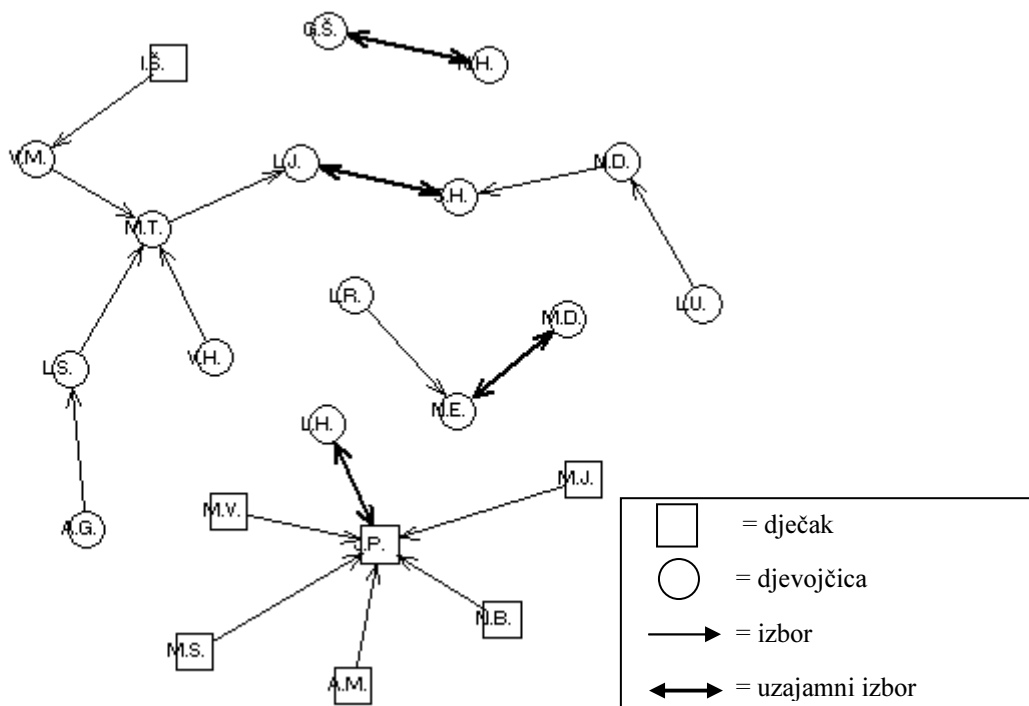 G.Š.
N.H.
I.Š.
V.M.
L.J.
N.D.
M.T.
L.R.
M.D.
L.U.
L.S.
V.H.
N.E.
L.H.
M.J.
M.V.
A.G.
N.B.
M.S.
A.M.
= dječak
= djevojčica
= izbor
= uzajamni izbor